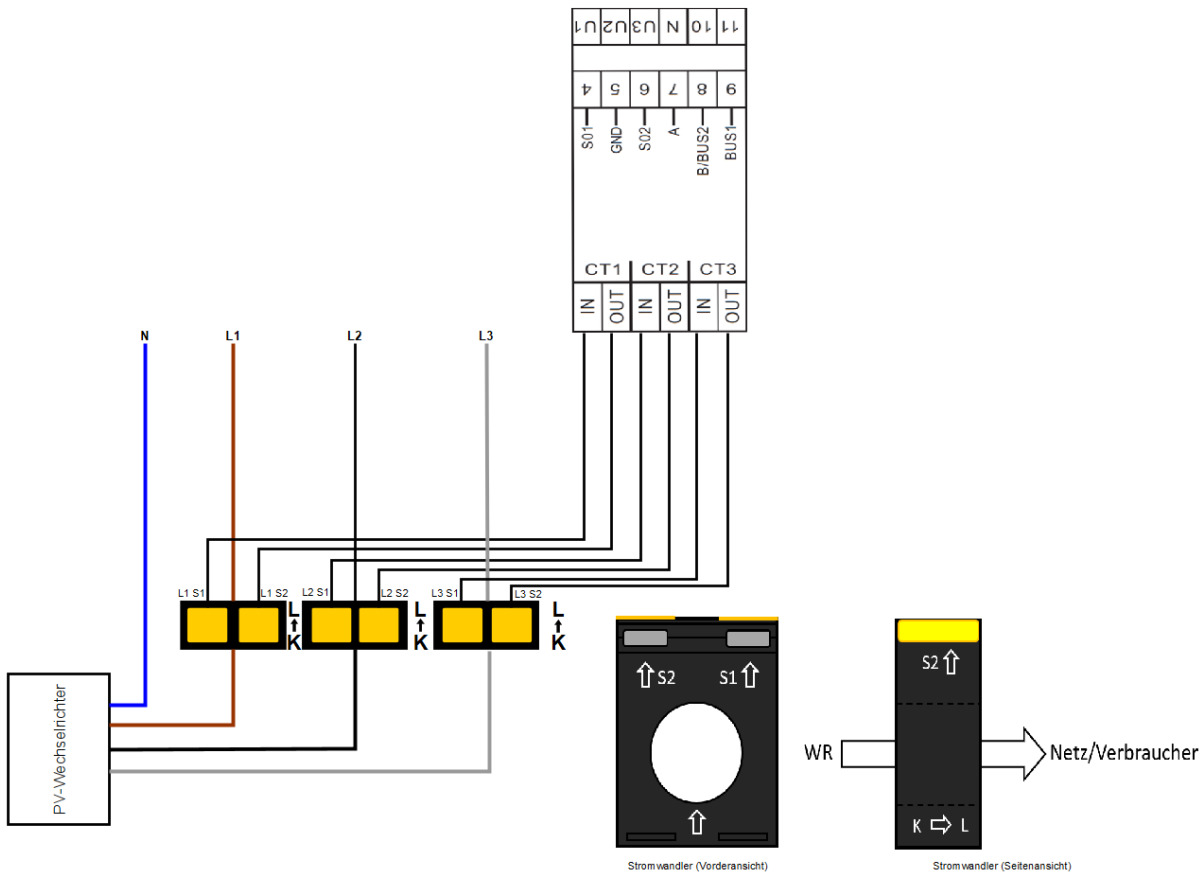 U1 U2 U3 N 10 11
4 5 6 7 8 9
S01 GND S02 A B/BUS2 BUS1
CT1 CT2 CT3
IN OUT IN OUT IN OUT
N L1 L2 L3
L1 S1 L1 S2 L2 S1 L2 S2 L3 S1 L3 S2
L L L
K K K
PV-Wechselrichter
S2 S1
S2
WR Netz/Verbraucher
K L
Stromwandler (Vorderansicht)
Stromwandler (Seitenansicht)